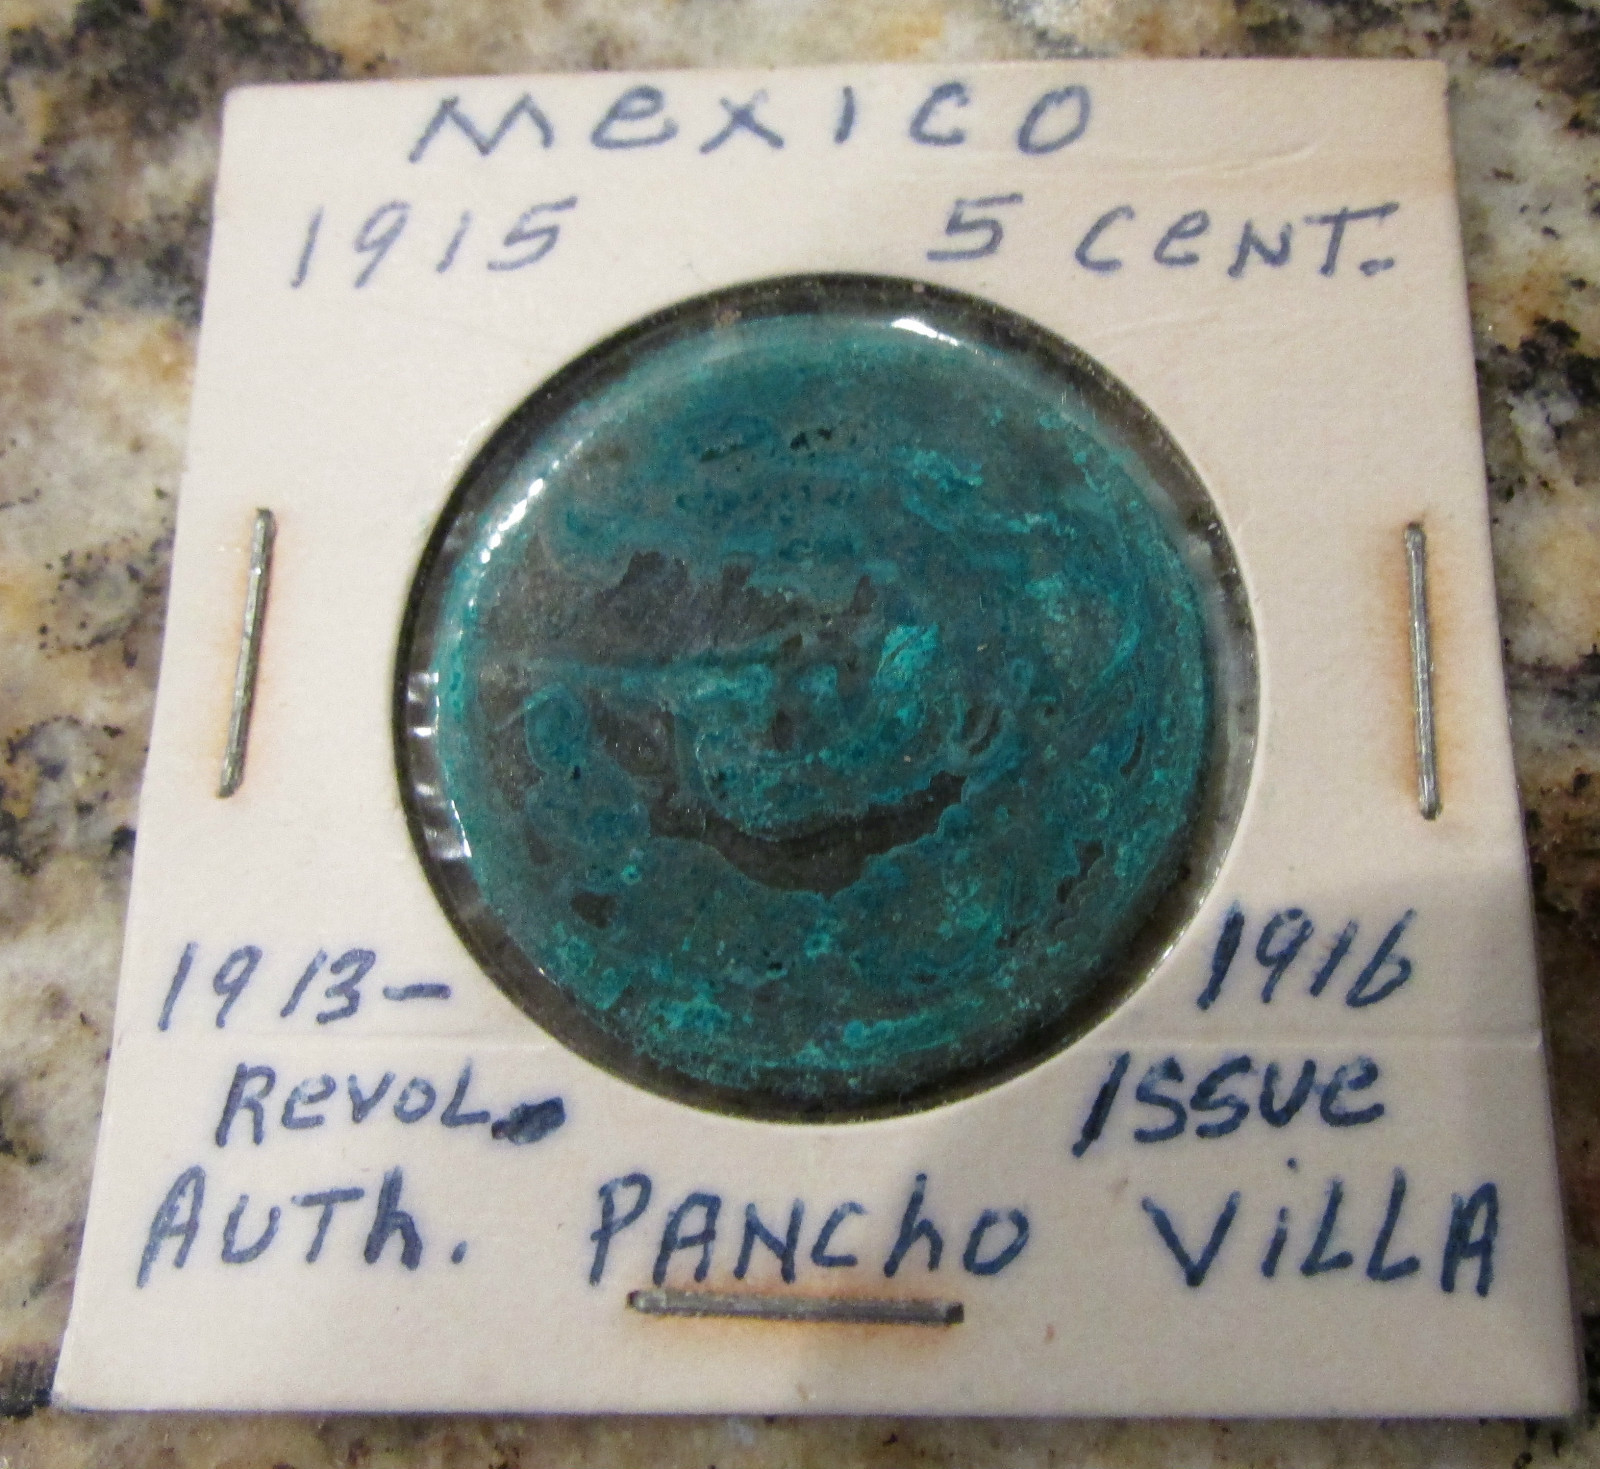 Mexico
1915 5 Cent.
1913- 1916
Revol. Issue
Auth. Pancho Villa